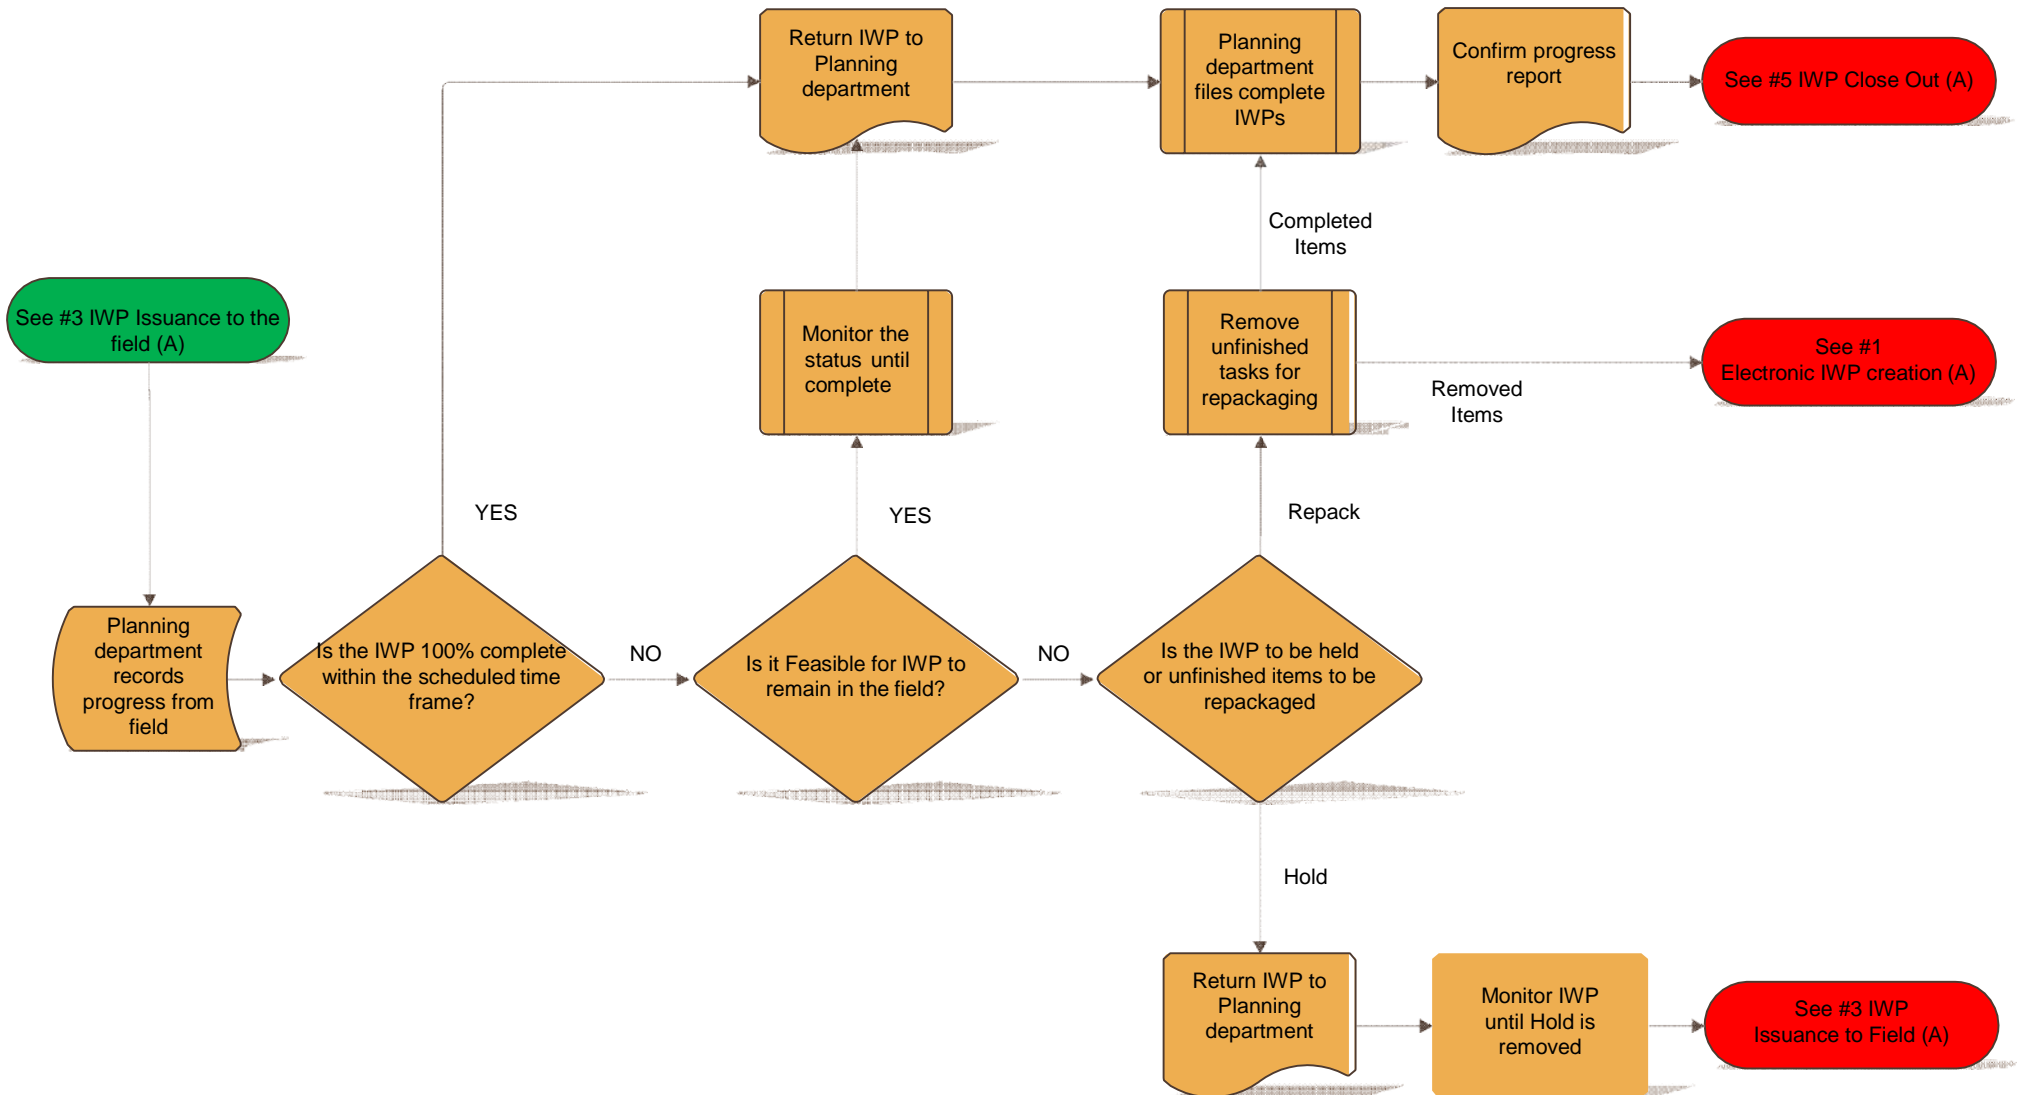 Return IWP to
Planning
department
Planning
department
files complete
IWPs
Confirm progress
report
See #5 IWP Close Out (A)
Completed
Items
See #3 IWP Issuance to the
field (A)
Monitor the
status until
complete
Remove
unfinished
tasks for
repackaging
See #1
Electronic IWP creation (A)
Removed
Items
YES
YES
Repack
Planning
department
records
progress from
field
Is the IWP 100% complete
within the scheduled time
frame?
NO
Is it Feasible for IWP to
remain in the field?
NO
Is the IWP to be held
or unfinished items to be
repackaged
Hold
Return IWP to
Planning
department
Monitor IWP
until Hold is
removed
See #3 IWP
Issuance to Field (A)